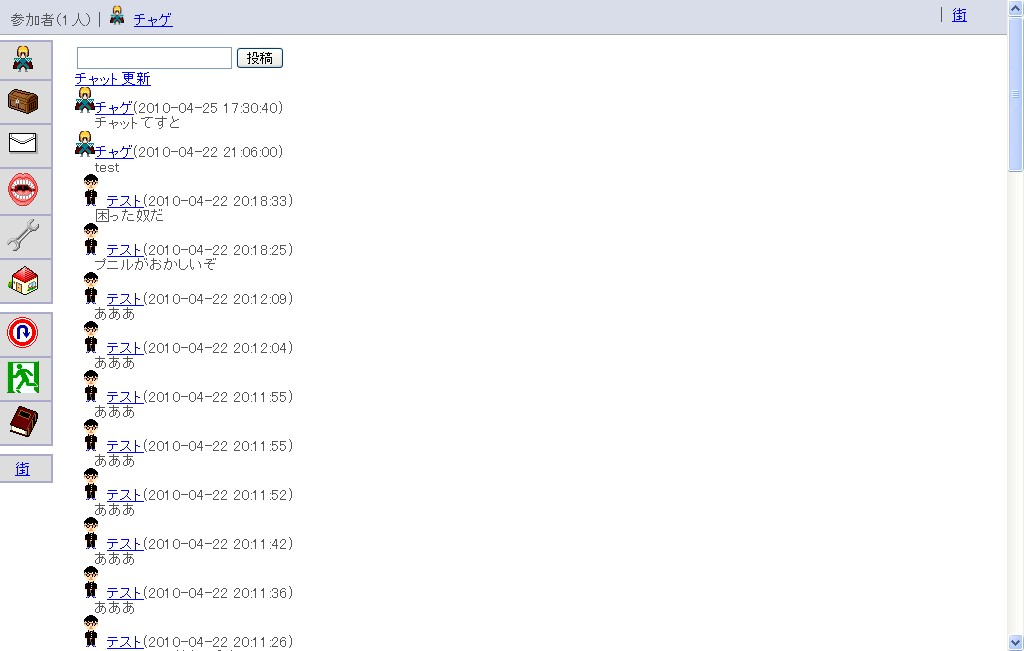 参加者(1人) | チャゲ | 街
投稿
チャット更新
チャゲ(2010-04-25 17:30:40)
チャットてすと
チャゲ(2010-04-22 21:06:00)
test
テスト(2010-04-22 20:18:33)
困った奴だ
テスト(2010-04-22 20:18:25)
プニルがおかしいぞ
テスト(2010-04-22 20:12:09)
あああ
テスト(2010-04-22 20:12:04)
あああ
テスト(2010-04-22 20:11:55)
あああ
テスト(2010-04-22 20:11:55)
あああ
テスト(2010-04-22 20:11:52)
あああ
テスト(2010-04-22 20:11:42)
あああ
テスト(2010-04-22 20:11:36)
あああ
テスト(2010-04-22 20:11:26)
街